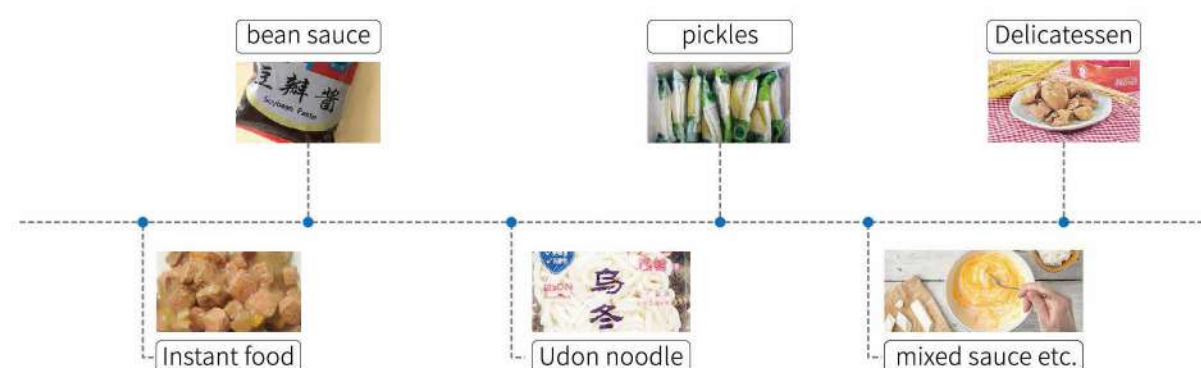 bean sauce
pickles
Delicatessen
豆瓣酱
Soybean Paste
乌
冬
Instant food
Udon noodle
mixed sauce etc.